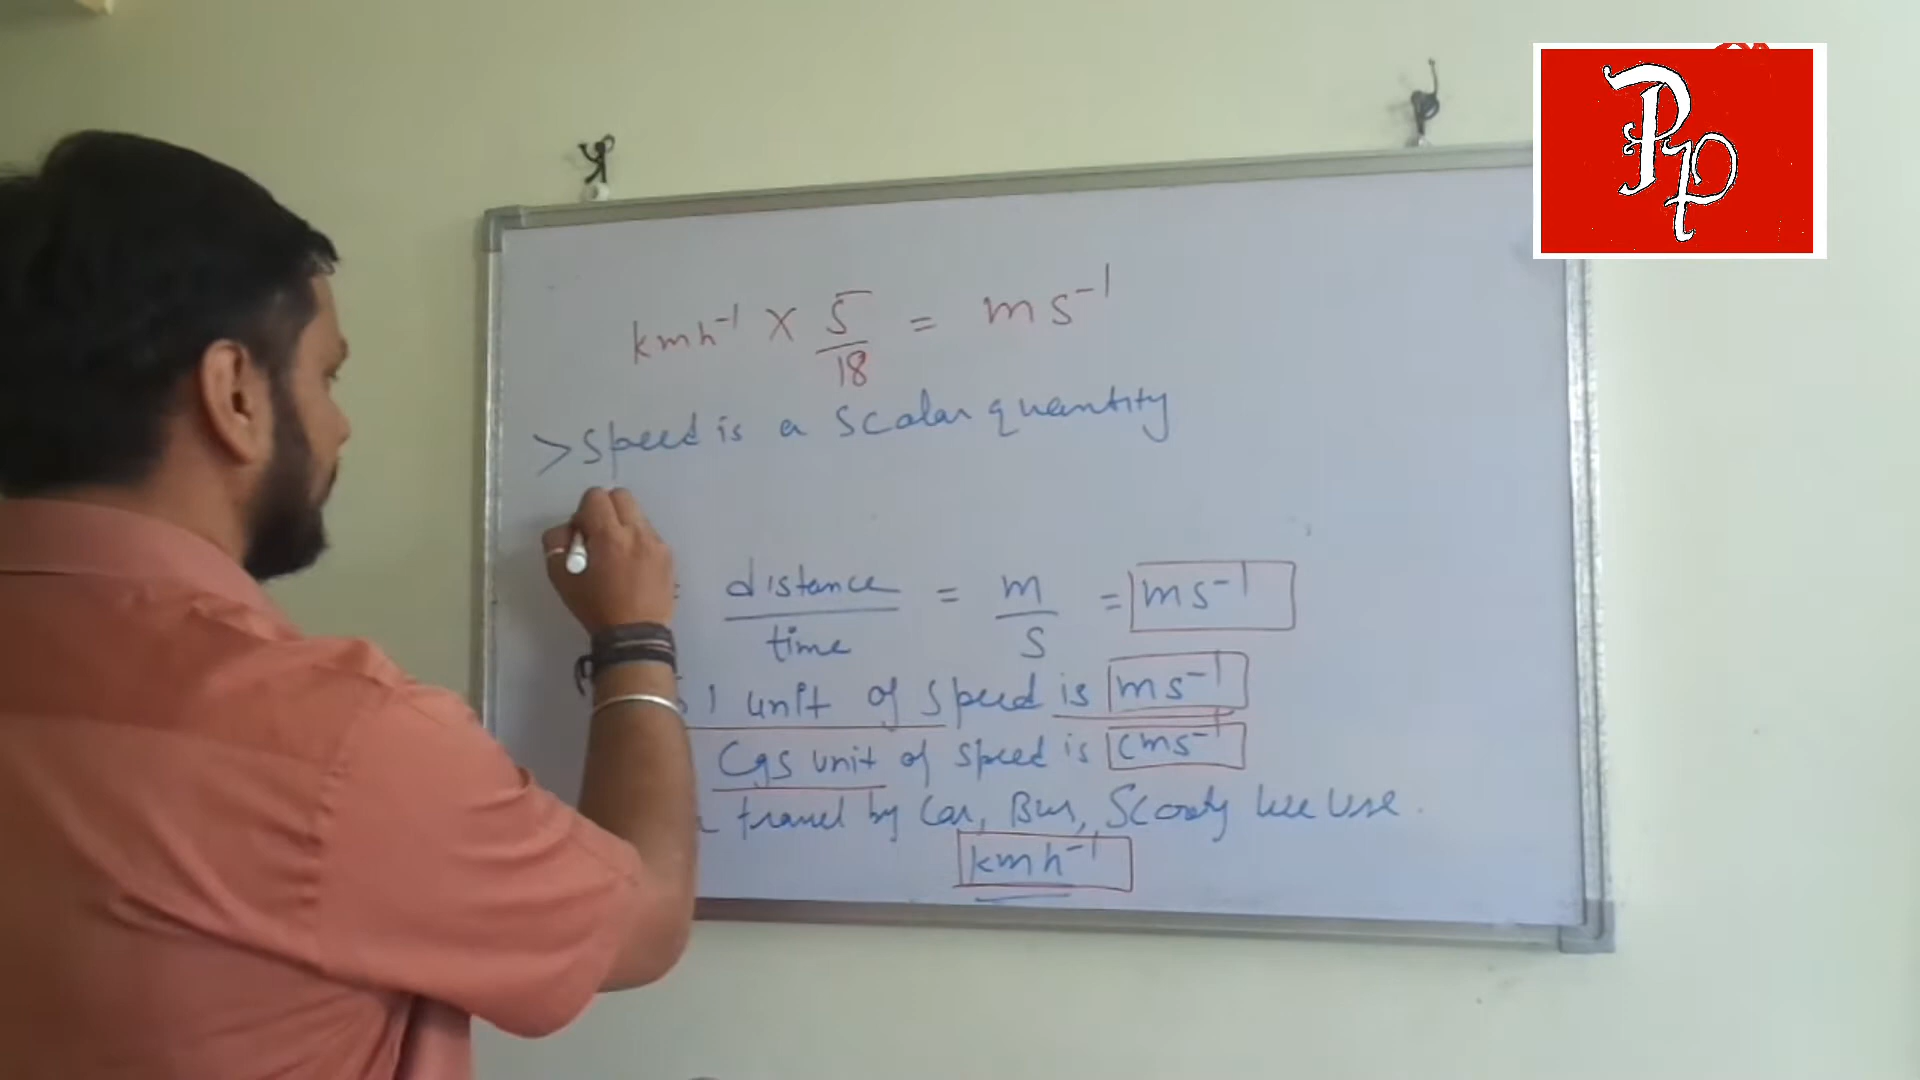 kmh⁻¹ × 5/18 = ms⁻¹
> Speed is a Scalar quantity
= distance/time = m/s = ms⁻¹
S I unit of speed is ms⁻¹
CGS unit of speed is cms⁻¹
travel by Car, Bus, Scooty we use
kmh⁻¹
PP